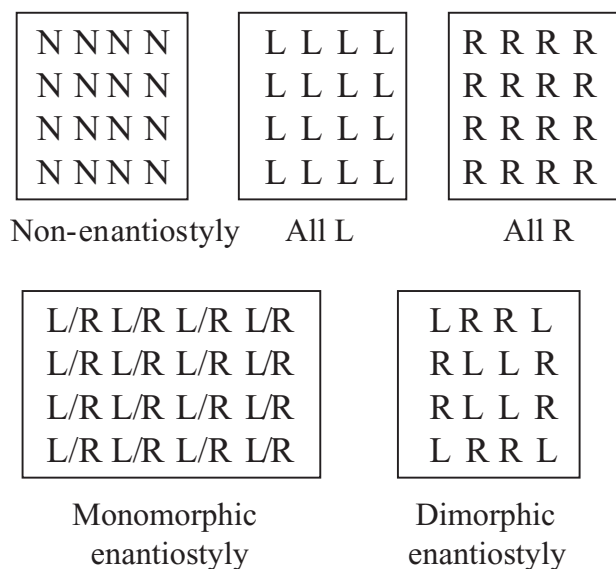 N N N N
N N N N
N N N N
N N N N
Non-enantiostyly
L L L L
L L L L
L L L L
L L L L
All L
R R R R
R R R R
R R R R
R R R R
All R
L/R L/R L/R L/R
L/R L/R L/R L/R
L/R L/R L/R L/R
L/R L/R L/R L/R
Monomorphic
enantiostyly
L R R L
R L L R
R L L R
L R R L
Dimorphic
enantiostyly